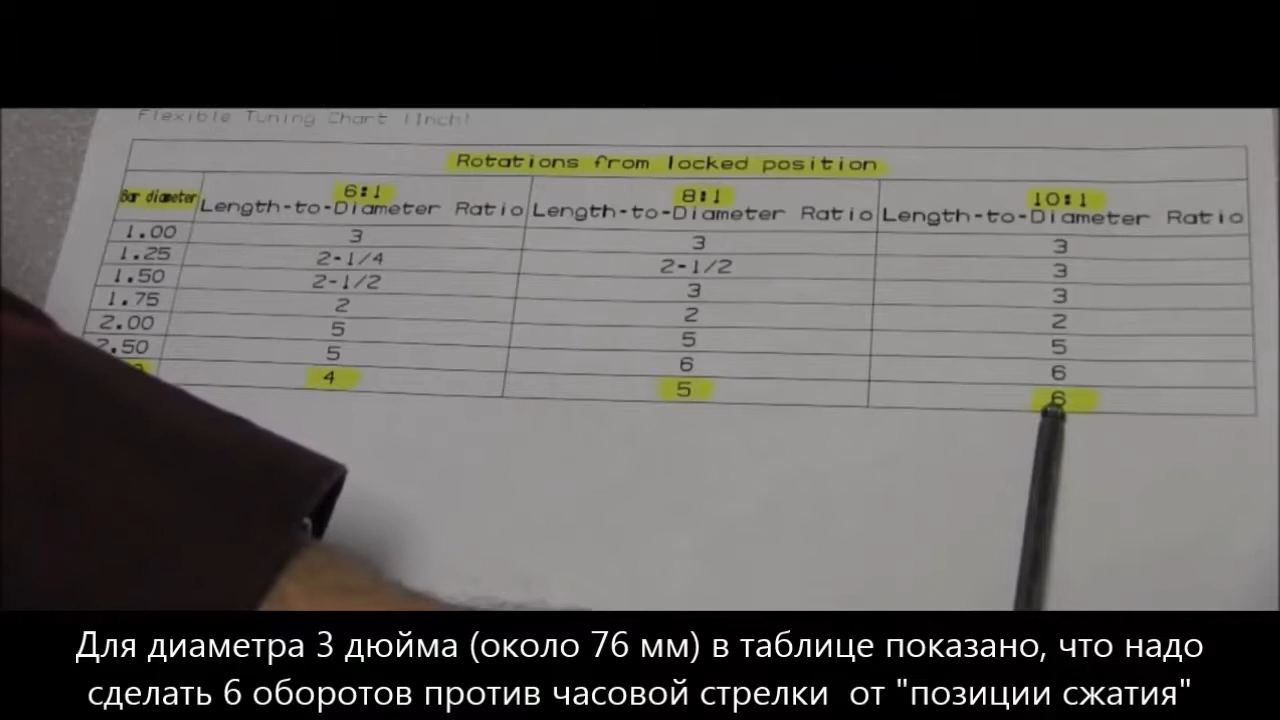 Flexible Tuning Chart (Inch)
Rotations from locked position
Bar diameter 6:1 Length-to-Diameter Ratio 8:1 Length-to-Diameter Ratio 10:1 Length-to-Diameter Ratio
1.00 3 3 3
1.25 2-1/4 2-1/2 3
1.50 2-1/2 3 3
1.75 2 2 2
2.00 5 5 5
2.50 5 6 6
4 5 6
Для диаметра 3 дюйма (около 76 мм) в таблице показано, что надо
сделать 6 оборотов против часовой стрелки от "позиции сжатия"